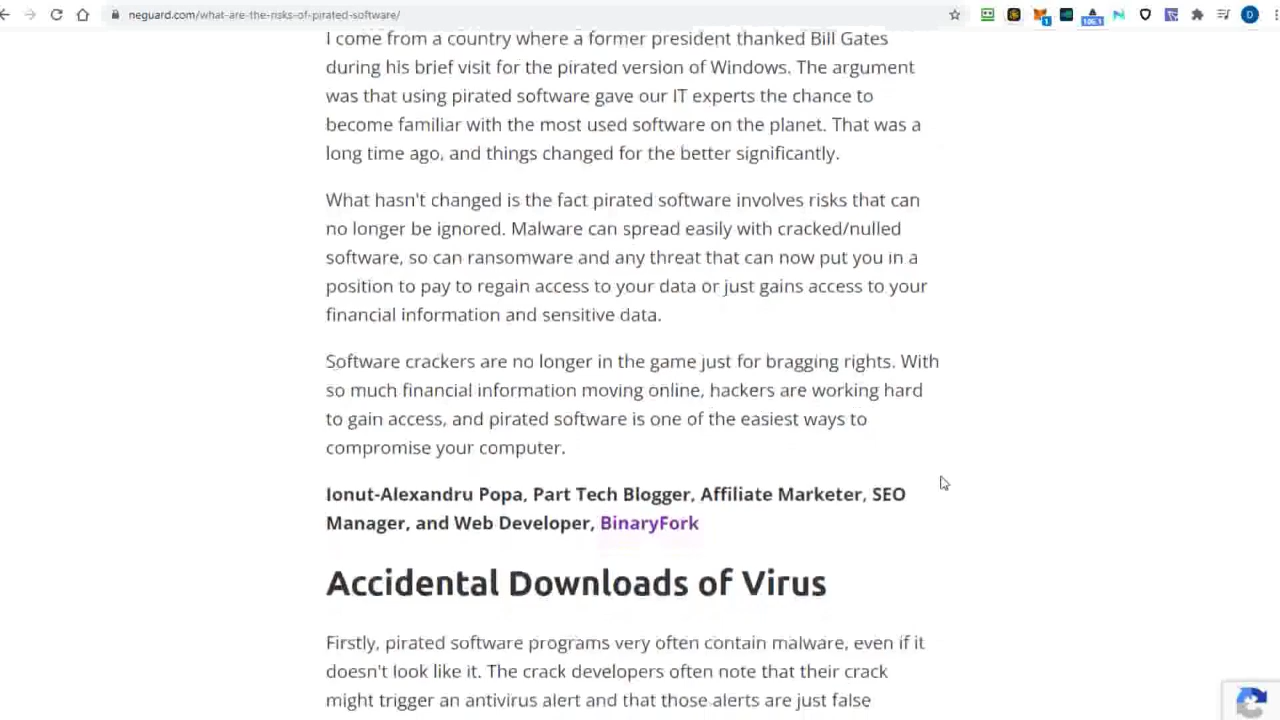 neguard.com/what-are-the-risks-of-pirated-software/
I come from a country where a former president thanked Bill Gates
during his brief visit for the pirated version of Windows. The argument
was that using pirated software gave our IT experts the chance to
become familiar with the most used software on the planet. That was a
long time ago, and things changed for the better significantly.
What hasn't changed is the fact pirated software involves risks that can
no longer be ignored. Malware can spread easily with cracked/nulled
software, so can ransomware and any threat that can now put you in a
position to pay to regain access to your data or just gains access to your
financial information and sensitive data.
Software crackers are no longer in the game just for bragging rights. With
so much financial information moving online, hackers are working hard
to gain access, and pirated software is one of the easiest ways to
compromise your computer.
Ionut-Alexandru Popa, Part Tech Blogger, Affiliate Marketer, SEO
Manager, and Web Developer, BinaryFork
Accidental Downloads of Virus
Firstly, pirated software programs very often contain malware, even if it
doesn't look like it. The crack developers often note that their crack
might trigger an antivirus alert and that those alerts are just false